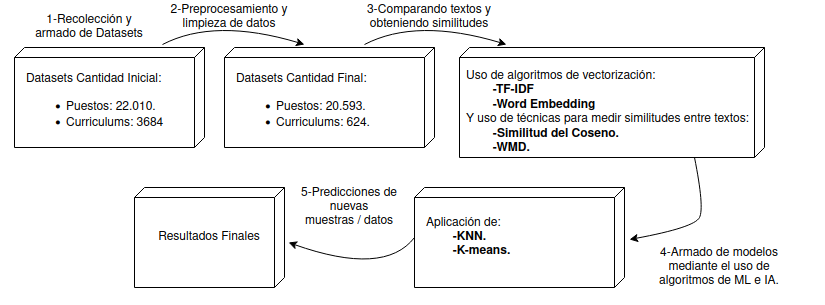 1-Recolección y
armado de Datasets
2-Preprocesamiento y
limpieza de datos
3-Comparando textos y
obteniendo similitudes
Datasets Cantidad Inicial:
• Puestos: 22.010.
• Curriculums: 3684
Datasets Cantidad Final:
• Puestos: 20.593.
• Curriculums: 624.
Uso de algoritmos de vectorización:
-TF-IDF
-Word Embedding
Y uso de técnicas para medir similitudes entre textos:
-Similitud del Coseno.
-WMD.
4-Armado de modelos
mediante el uso de
algoritmos de ML e IA.
Aplicación de:
-KNN.
-K-means.
5-Predicciones de
nuevas
muestras / datos
Resultados Finales